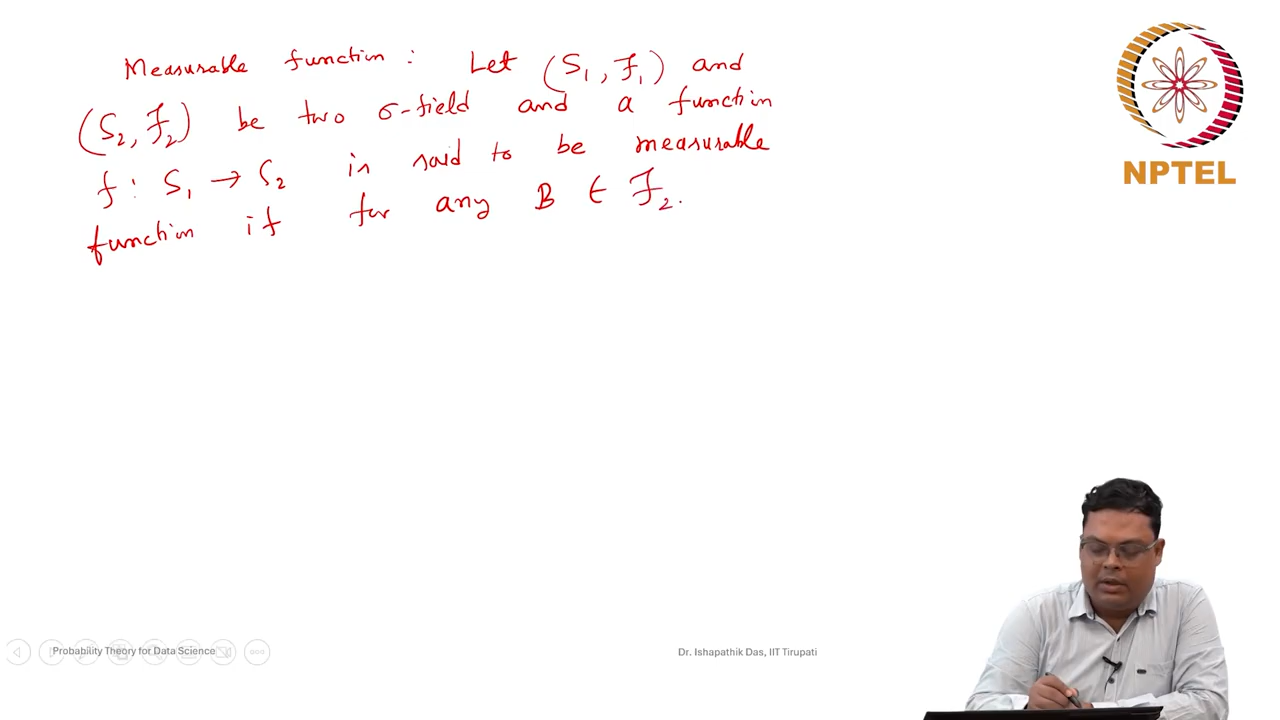 Measurable function : Let (S₁, ℱ₁) and
(S₂, ℱ₂) be two σ-field and a function
f : S₁ → S₂ is said to be measurable
function if for any B ∈ ℱ₂.
NPTEL
Probability Theory for Data Science
Dr. Ishapathik Das, IIT Tirupati